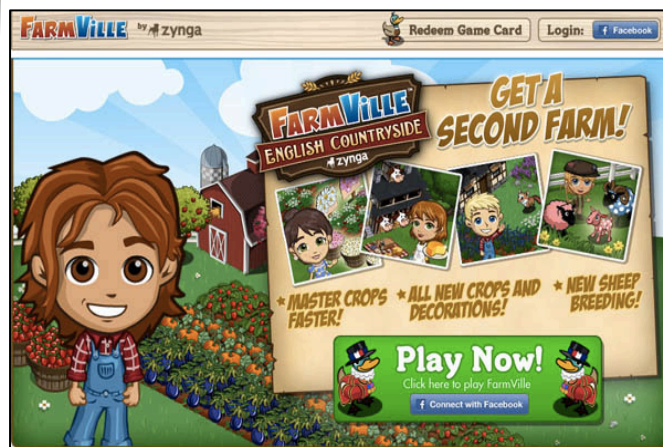 FARMVILLE by zynga
Redeem Game Card
Login: Facebook
FARMVILLE
ENGLISH COUNTRYSIDE
zynga
GET A
SECOND FARM!
MASTER CROPS
FASTER!
ALL NEW CROPS AND
DECORATIONS!
NEW SHEEP
BREEDING!
Play Now!
Click here to play FarmVille
f Connect with Facebook